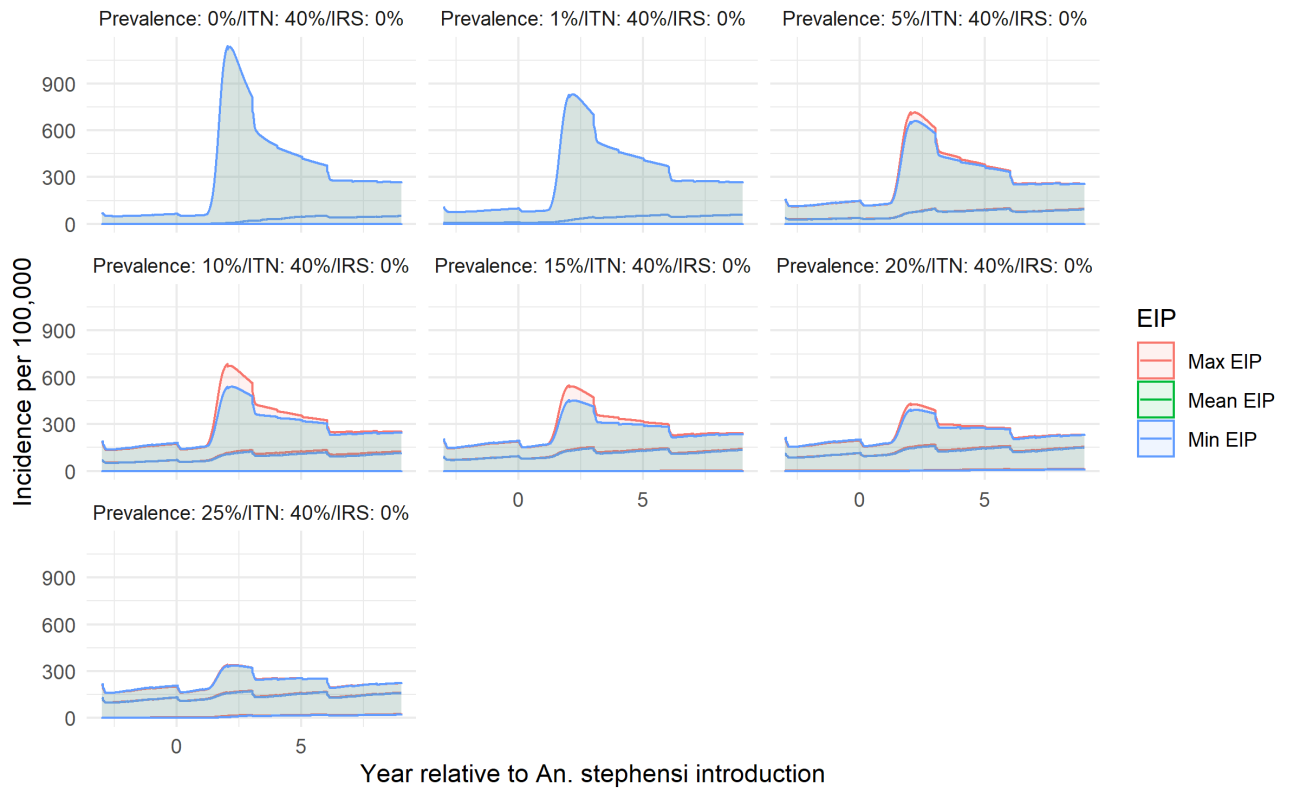 Prevalence: 0%/ITN: 40%/IRS: 0%
Prevalence: 1%/ITN: 40%/IRS: 0%
Prevalence: 5%/ITN: 40%/IRS: 0%
900
600
300
0
Prevalence: 10%/ITN: 40%/IRS: 0%
Prevalence: 15%/ITN: 40%/IRS: 0%
Prevalence: 20%/ITN: 40%/IRS: 0%
900
600
300
0
0 5
0 5
Prevalence: 25%/ITN: 40%/IRS: 0%
900
600
300
0
0 5
Incidence per 100,000
Year relative to An. stephensi introduction
EIP
Max EIP
Mean EIP
Min EIP